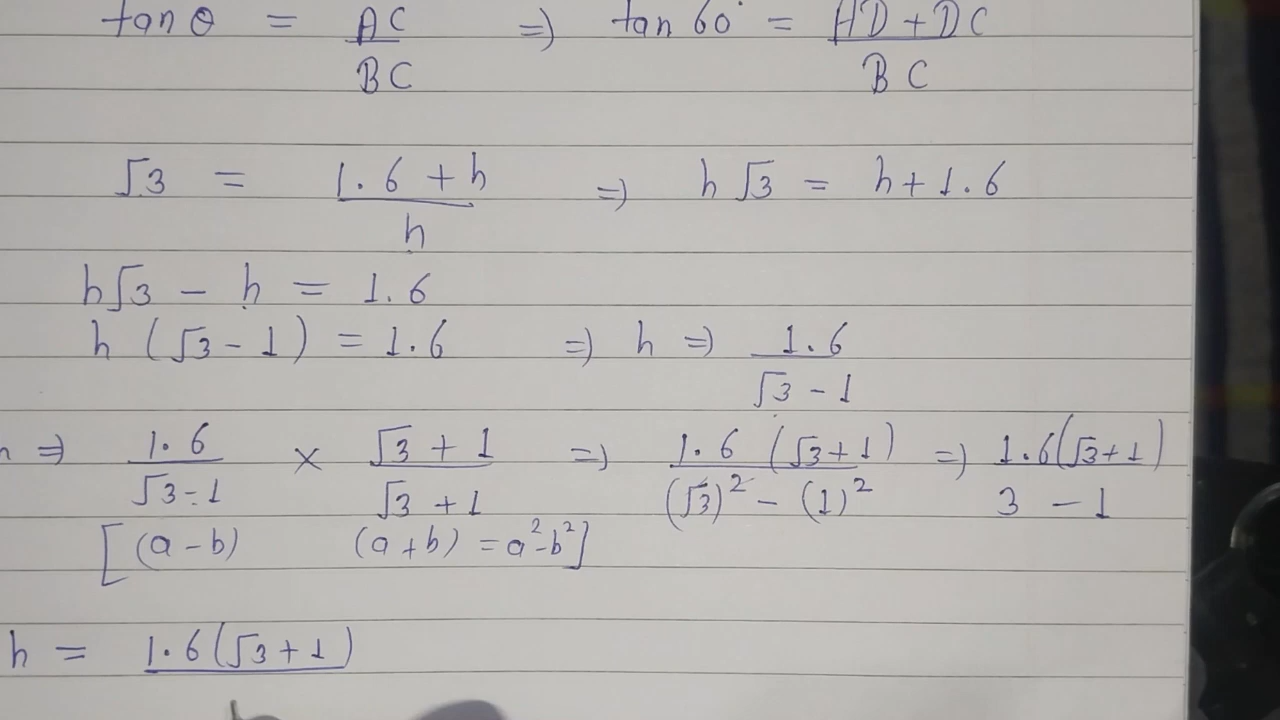 tan θ = AC / BC ⇒ tan 60° = AD + DC / BC
√3 = 1.6 + h / h ⇒ h √3 = h + 1.6
h√3 − h = 1.6
h (√3 − 1) = 1.6 ⇒ h ⇒ 1.6 / √3 − 1
h ⇒ 1.6 / √3 − 1 × √3 + 1 / √3 + 1 ⇒ 1.6 (√3 + 1) / (√3)² − (1)² ⇒ 1.6(√3 + 1) / 3 − 1
[(a − b) (a + b) = a² − b²]
h = 1.6(√3 + 1)